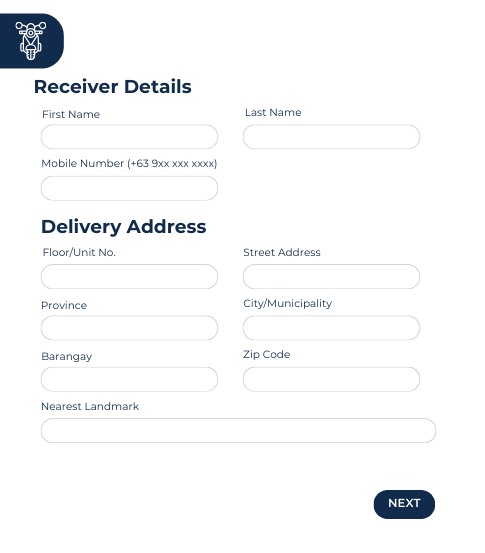 Receiver Details
First Name
Last Name
Mobile Number (+63 9xx xxx xxxx)
Delivery Address
Floor/Unit No.
Street Address
Province
City/Municipality
Barangay
Zip Code
Nearest Landmark
NEXT